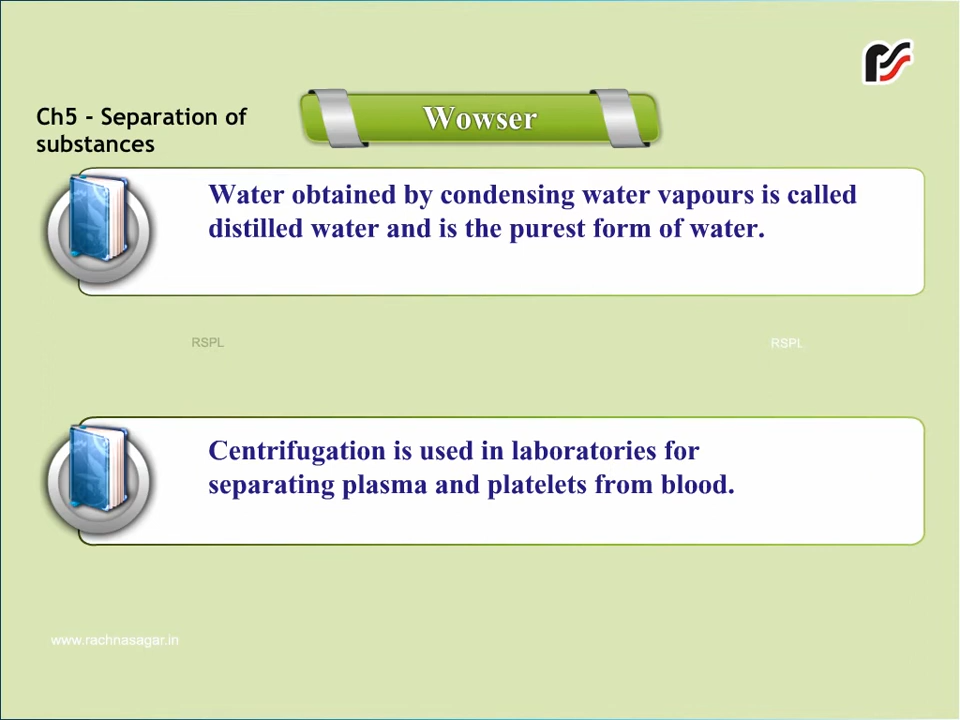 Ch5 - Separation of
substances
Wowser
Water obtained by condensing water vapours is called
distilled water and is the purest form of water.
RSPL
RSPL
Centrifugation is used in laboratories for
separating plasma and platelets from blood.
www.rachnasagar.in